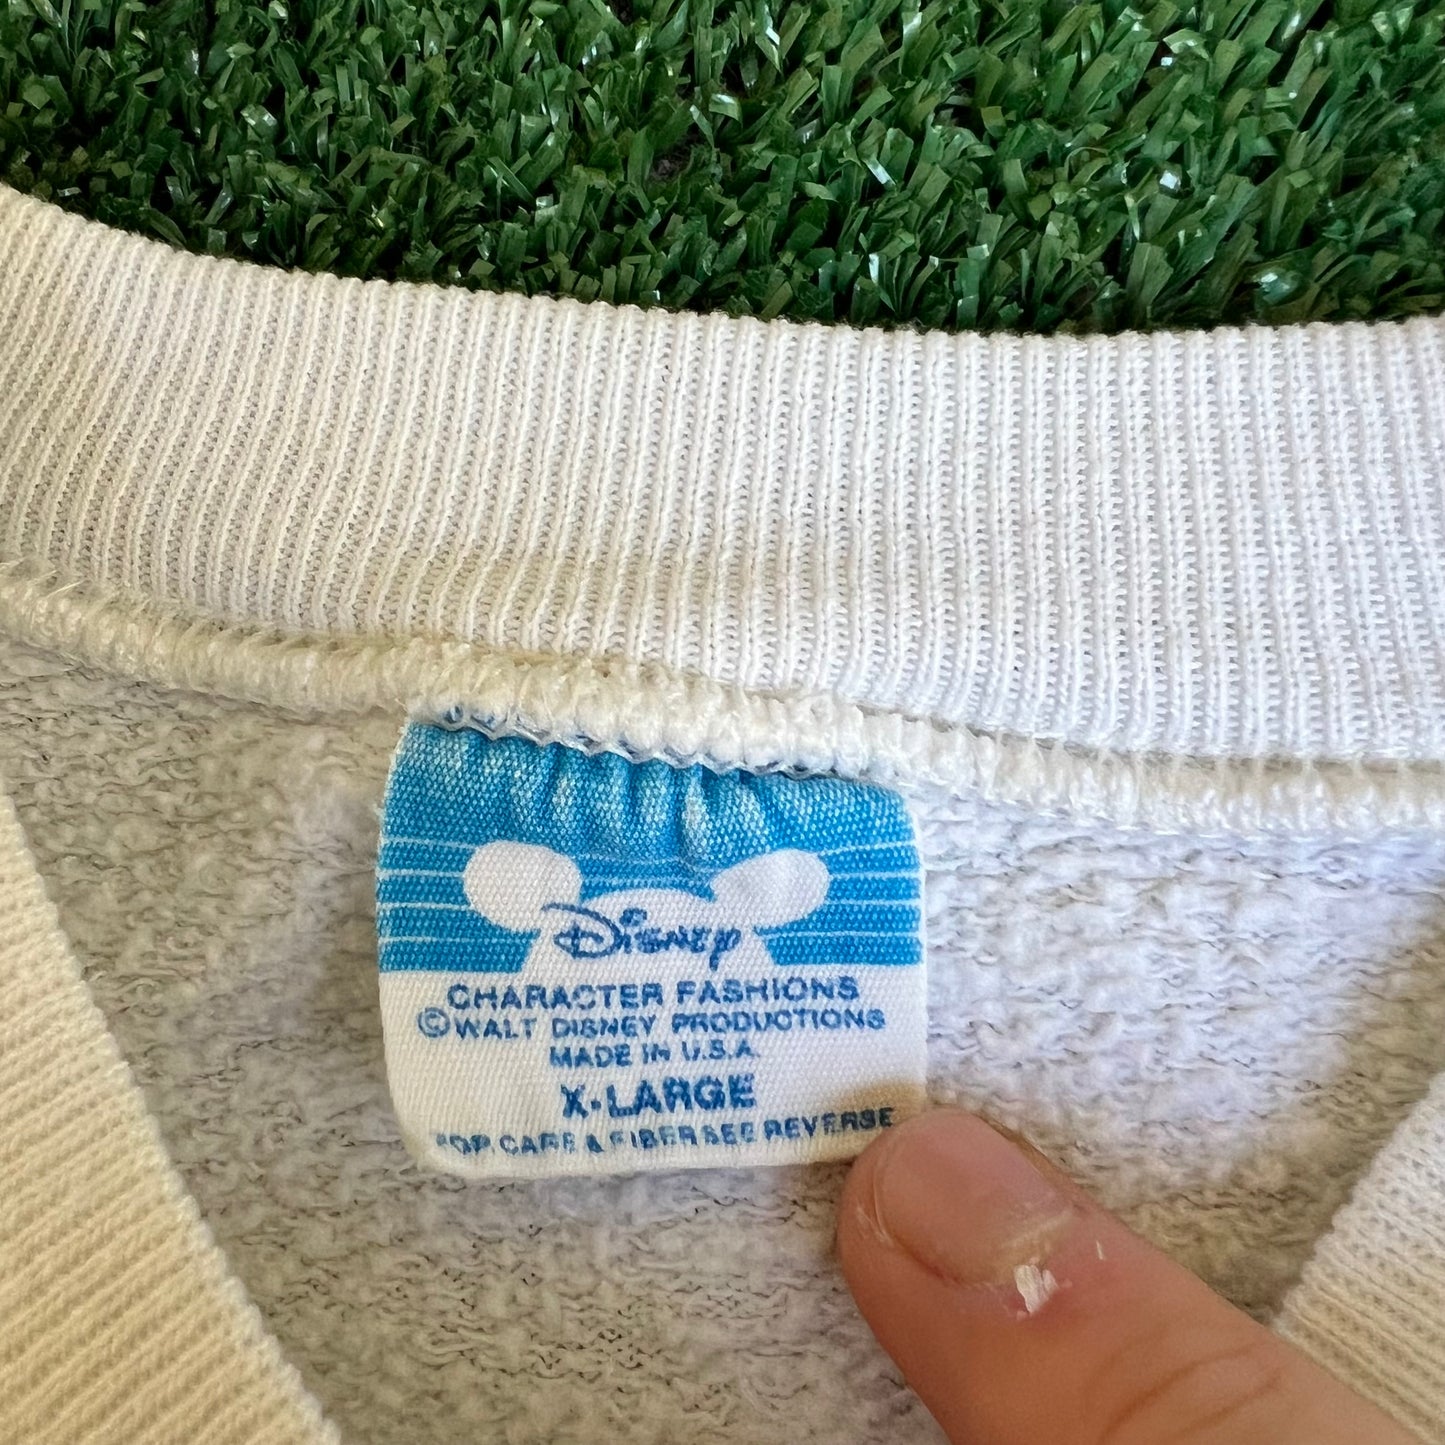 Disney
CHARACTER FASHIONS
©WALT DISNEY PRODUCTIONS
MADE IN U.S.A.
X-LARGE
FOR CARE & FIBER SEE REVERSE